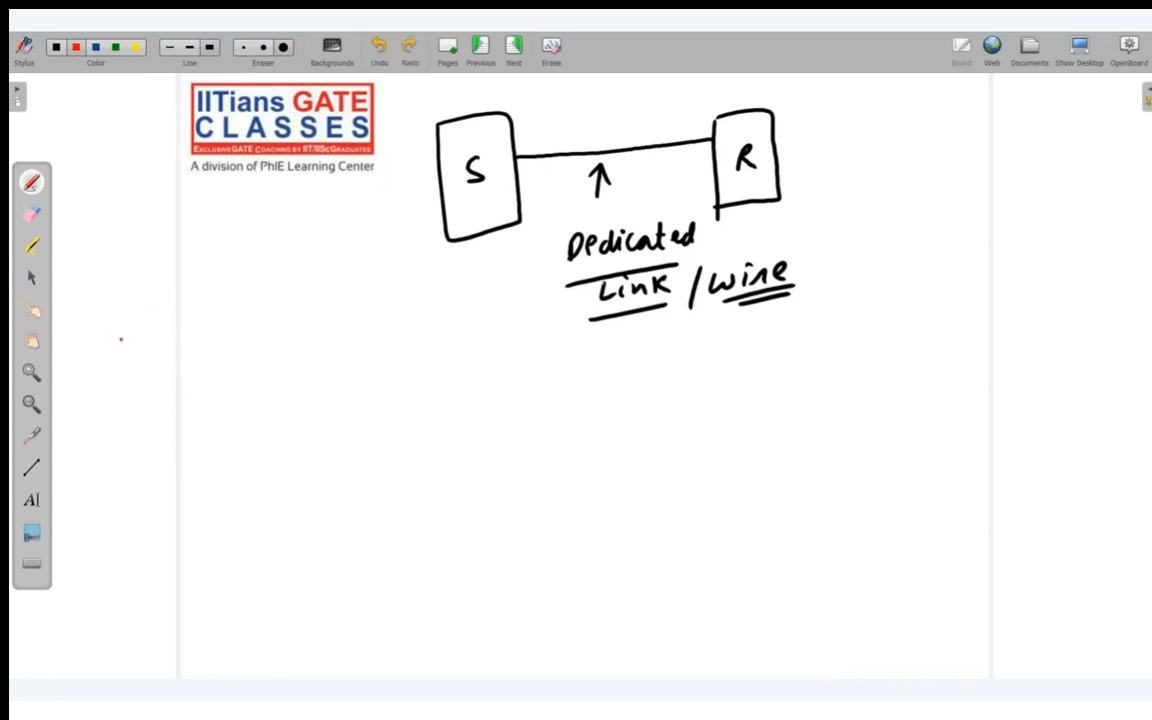 Stylus
Color
Line
Eraser
Backgrounds
Undo
Redo
Pages
Previous
Next
Erase
Board
Web
Documents
Show Desktop
OpenBoard
IITians GATE
CLASSES
EXCLUSIVE GATE COACHING BY IIT/IISc GRADUATES
A division of PhIE Learning Center
S
R
Dedicated
Link / wire
AI